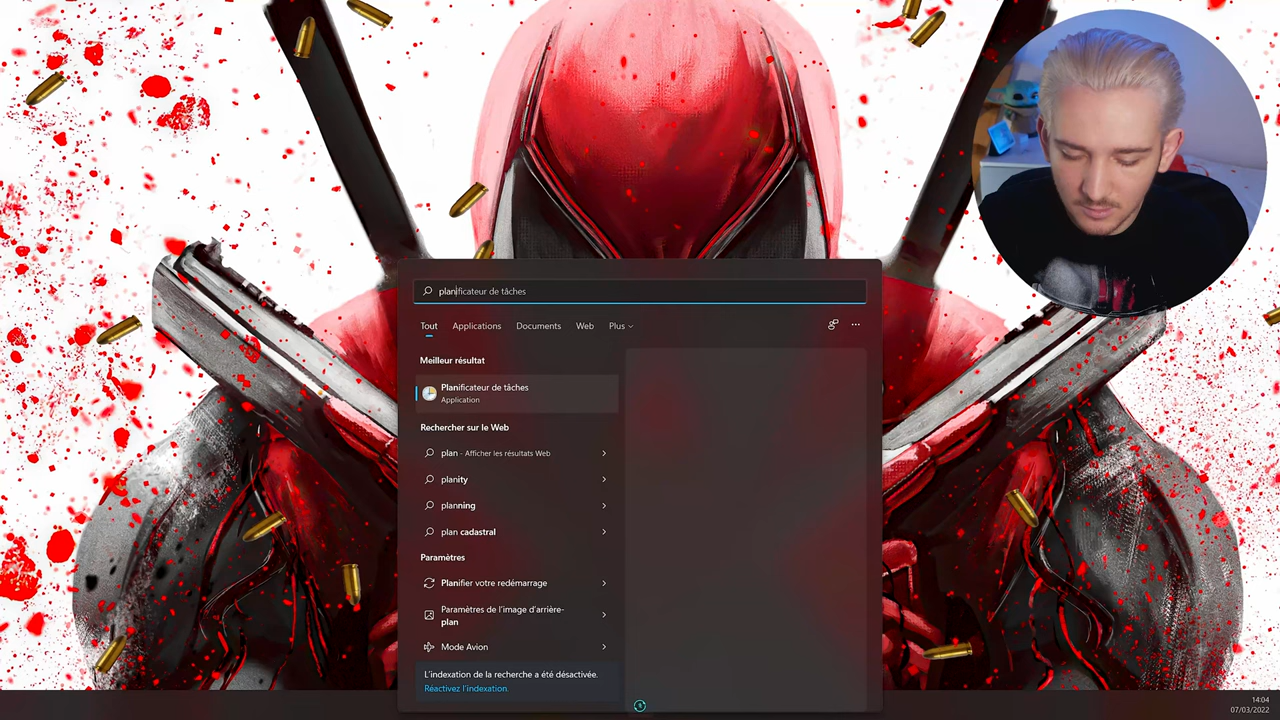 planificateur de tâches
Tout Applications Documents Web Plus
Meilleur résultat
Planificateur de tâches
Application
Rechercher sur le Web
plan - Afficher les résultats Web
planity
planning
plan cadastral
Paramètres
Planifier votre redémarrage
Paramètres de l'image d'arrière-
plan
Mode Avion
L'indexation de la recherche a été désactivée.
Réactivez l'indexation.
14:04
07/03/2022